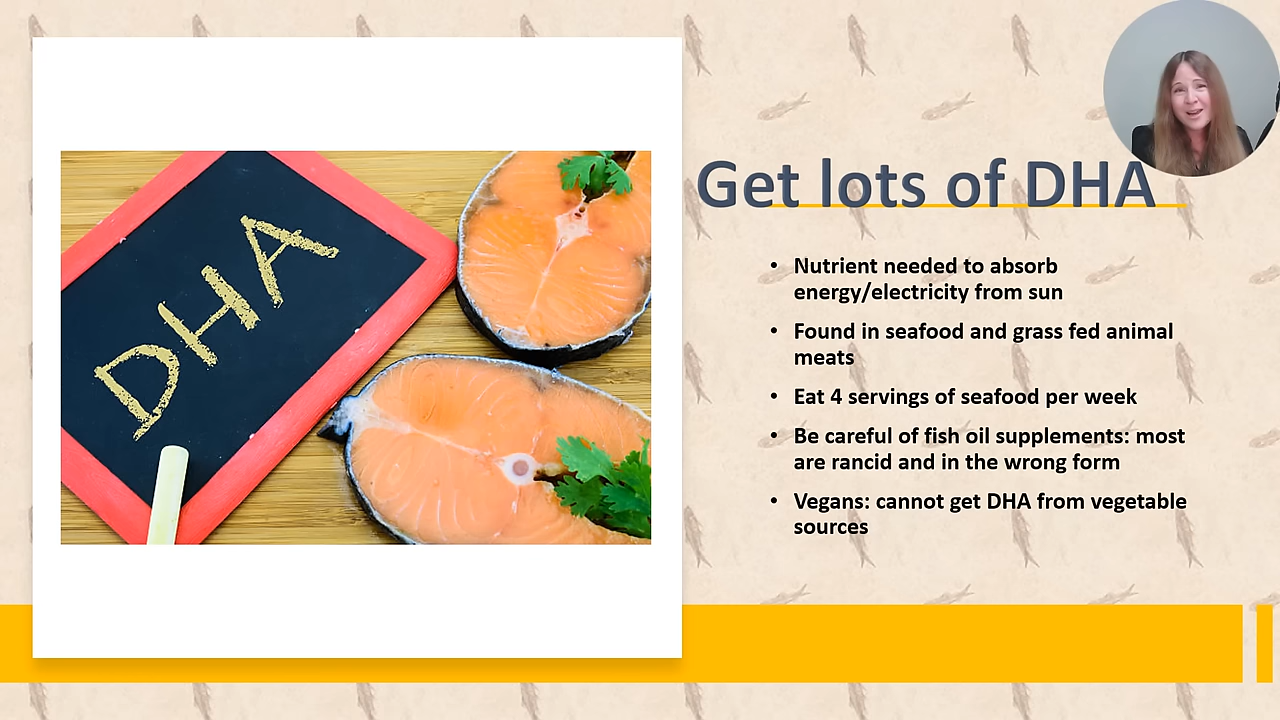 DHA
Get lots of DHA
• Nutrient needed to absorb
energy/electricity from sun
• Found in seafood and grass fed animal
meats
• Eat 4 servings of seafood per week
• Be careful of fish oil supplements: most
are rancid and in the wrong form
• Vegans: cannot get DHA from vegetable
sources